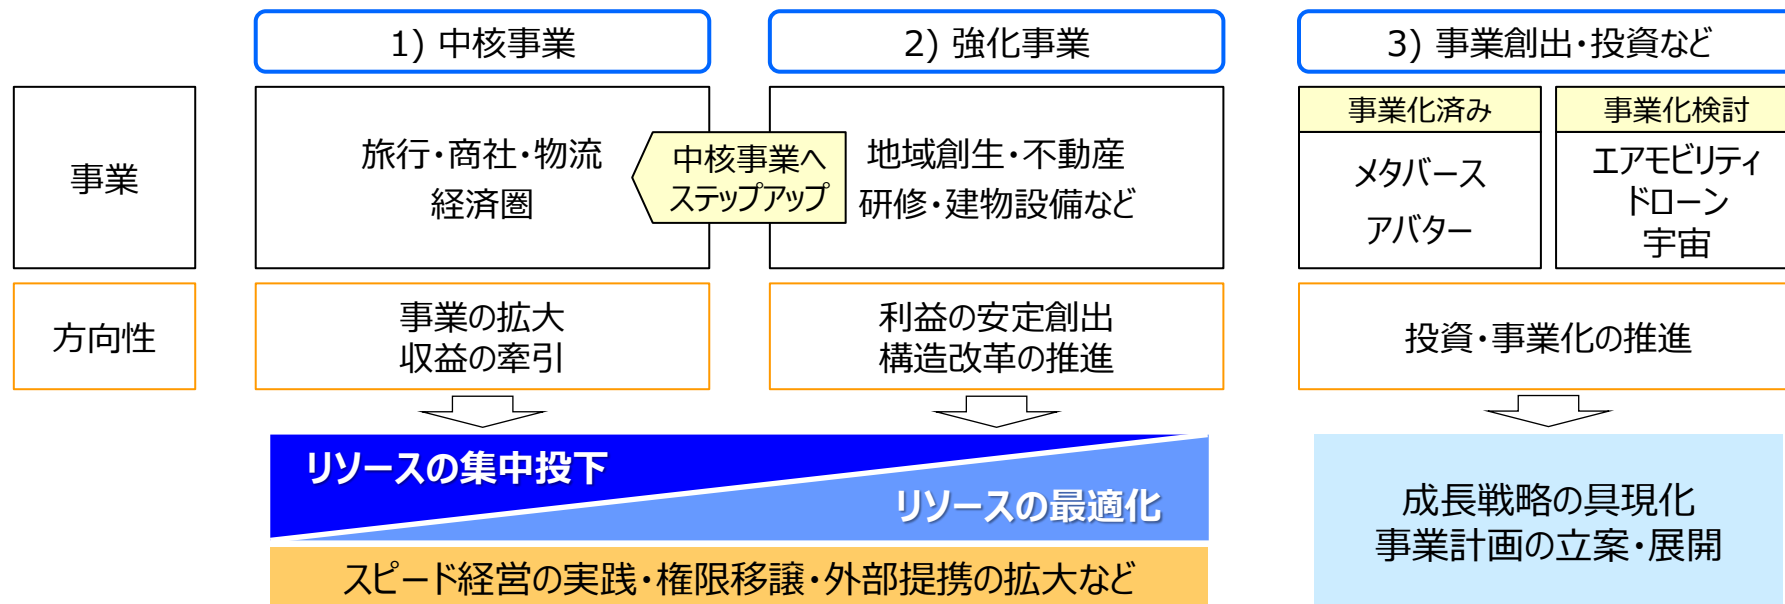 1) 中核事業
2) 強化事業
3) 事業創出・投資など
事業
旅行・商社・物流
経済圏
中核事業へ
ステップアップ
地域創生・不動産
研修・建物設備など
事業化済み
メタバース
アバター
事業化検討
エアモビリティ
ドローン
宇宙
方向性
事業の拡大
収益の牽引
利益の安定創出
構造改革の推進
投資・事業化の推進
リソースの集中投下
リソースの最適化
スピード経営の実践・権限移譲・外部提携の拡大など
成長戦略の具現化
事業計画の立案・展開